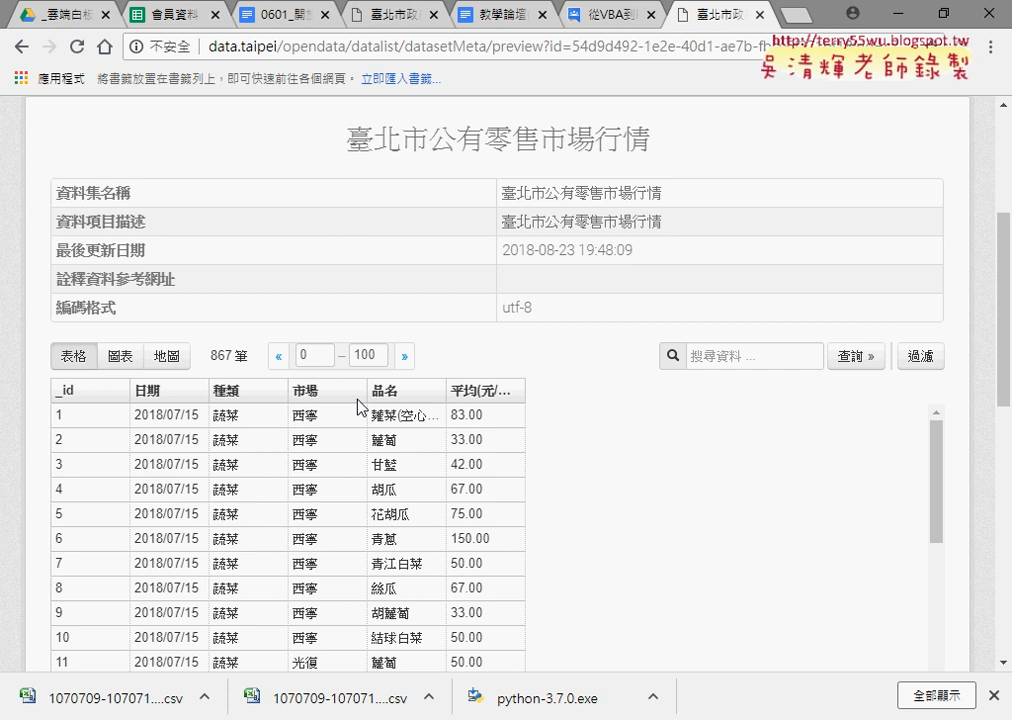 _雲端白板
會員資料
0601_開放
臺北市政府
教學論壇
從VBA到
臺北市政
不安全 data.taipei/opendata/datalist/datasetMeta/preview?id=54d9d492-1e2e-40d1-ae7b-fb
http://terry55wu.blogspot.tw
吳清輝老師錄製
應用程式 將書籤放置在書籤列上，即可快速前往各個網頁。 立即匯入書籤...
臺北市公有零售市場行情
資料集名稱 臺北市公有零售市場行情
資料項目描述 臺北市公有零售市場行情
最後更新日期 2018-08-23 19:48:09
詮釋資料參考網址
編碼格式 utf-8
表格 圖表 地圖 867 筆 « 0 – 100 » 搜尋資料 ... 查詢 » 過濾
_id 日期 種類 市場 品名 平均(元/...
1 2018/07/15 蔬菜 西寧 蕹菜(空心... 83.00
2 2018/07/15 蔬菜 西寧 蘿蔔 33.00
3 2018/07/15 蔬菜 西寧 甘藍 42.00
4 2018/07/15 蔬菜 西寧 胡瓜 67.00
5 2018/07/15 蔬菜 西寧 花胡瓜 75.00
6 2018/07/15 蔬菜 西寧 青蔥 150.00
7 2018/07/15 蔬菜 西寧 青江白菜 50.00
8 2018/07/15 蔬菜 西寧 絲瓜 67.00
9 2018/07/15 蔬菜 西寧 胡蘿蔔 33.00
10 2018/07/15 蔬菜 西寧 結球白菜 50.00
11 2018/07/15 蔬菜 光復 蘿蔔 50.00
1070709-107071....csv 1070709-107071....csv python-3.7.0.exe 全部顯示